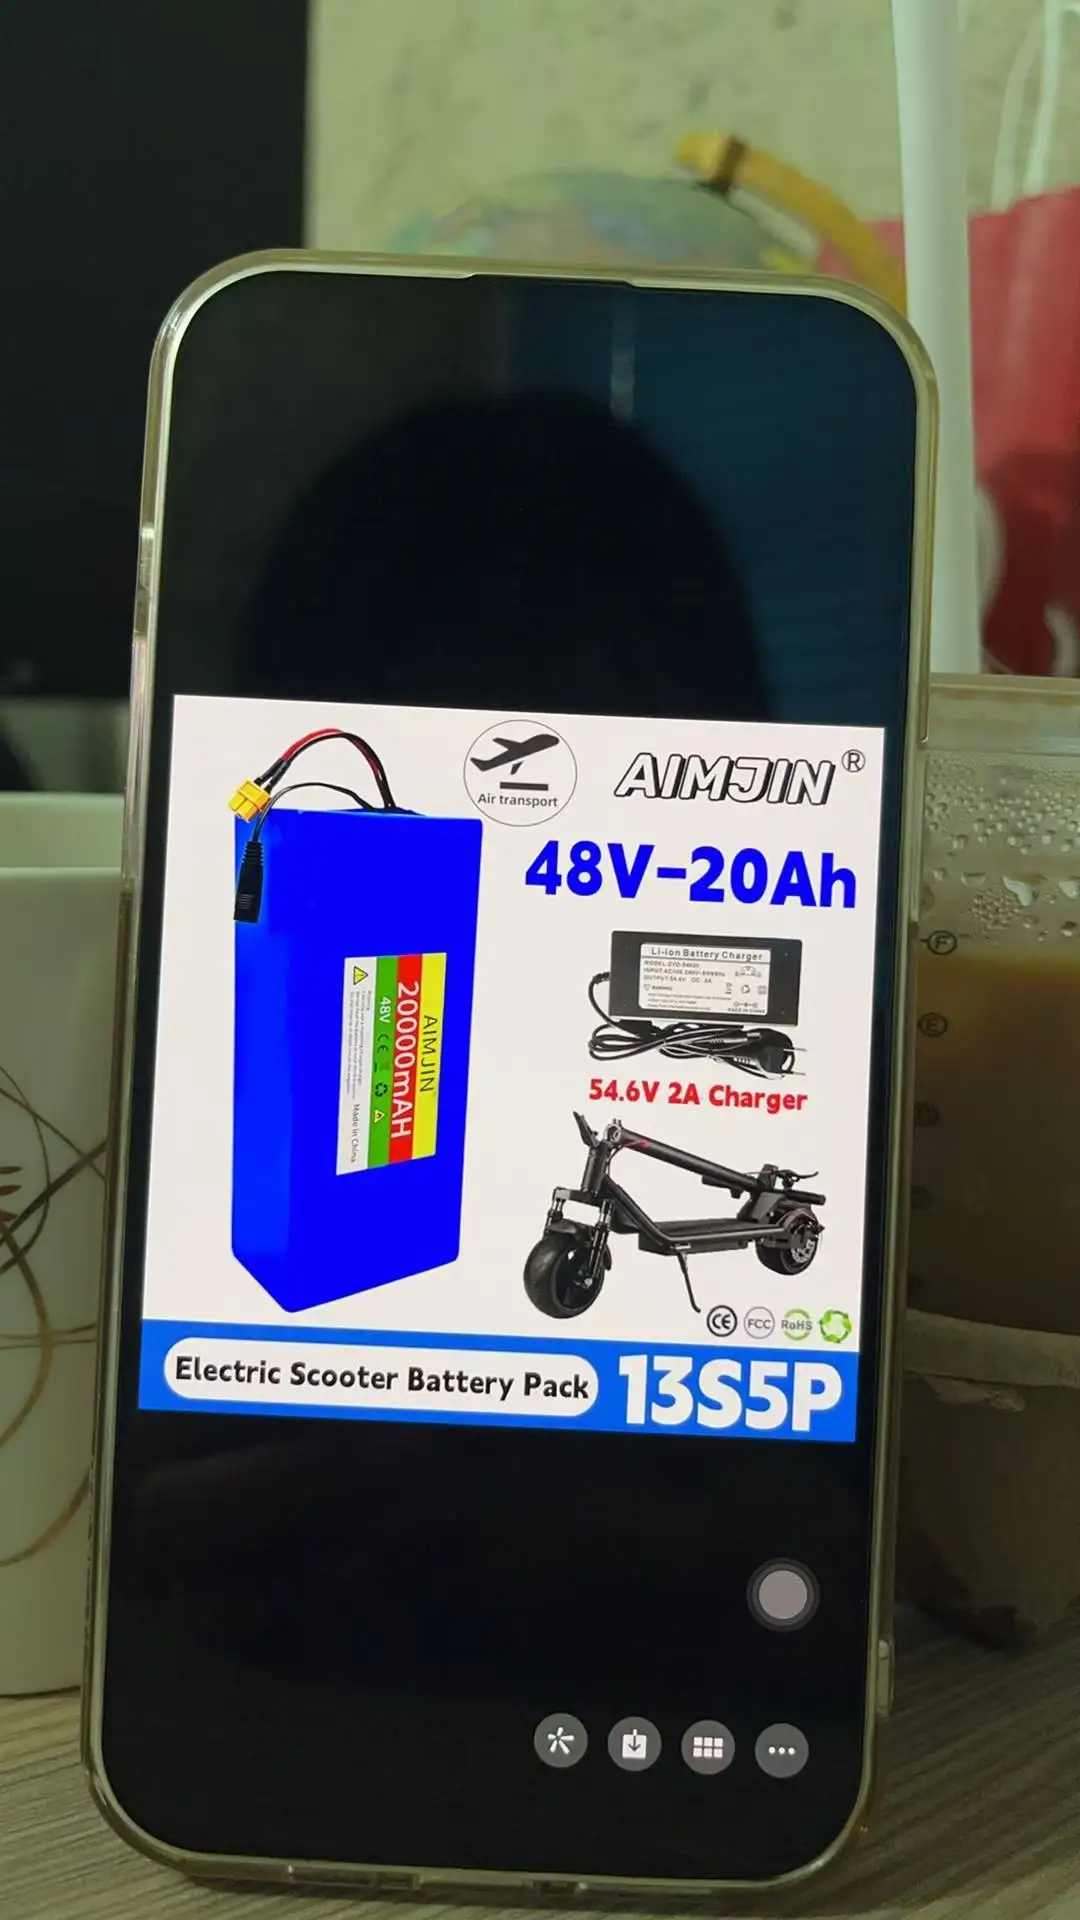 Air transport
AIMJIN®
48V-20Ah
Li-ion Battery Charger
54.6V 2A Charger
AIMJIN
20000mAH
48V CE
Made in China
CE FCC RoHS
Electric Scooter Battery Pack
13S5P
F
E